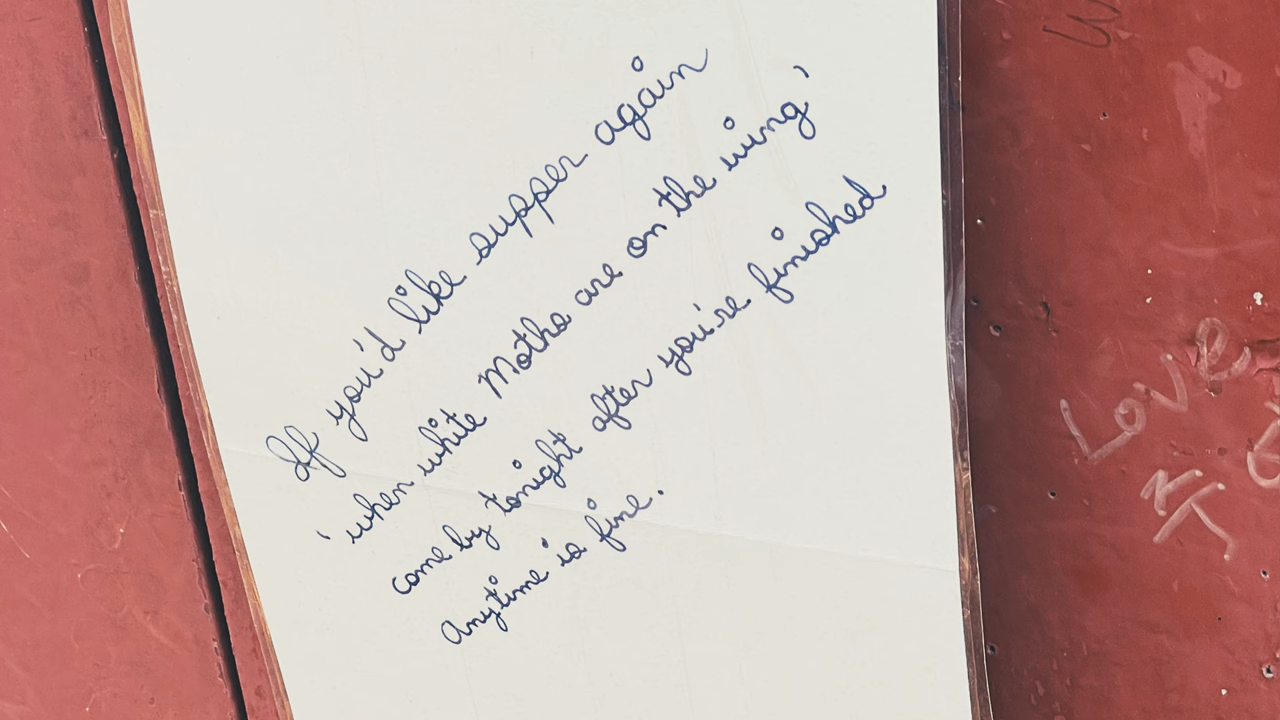 If you'd like supper again
'when white Moths are on the wing'
come by tonight after you're finished
Anytime is fine.
Love